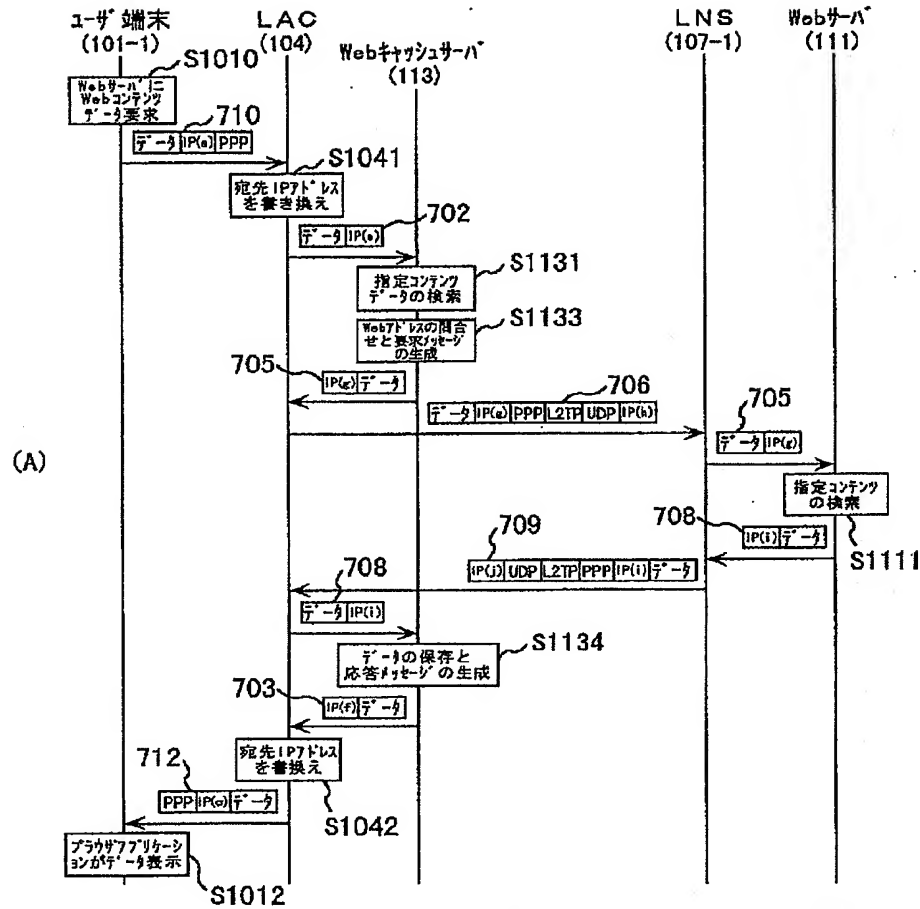 ﾕｰｻﾞ端末
(101-1)
LAC
(104)
Webｷｬｯｼｭｻｰﾊﾞ
(113)
LNS
(107-1)
Webｻｰﾊﾞ
(111)
S1010
Webｻｰﾊﾞに
Webｺﾝﾃﾝﾂ
ﾃﾞｰﾀ要求
710
ﾃﾞｰﾀ IP(a) PPP
S1041
宛先IPｱﾄﾞﾚｽ
を書き換え
702
ﾃﾞｰﾀ IP(e)
S1131
指定ｺﾝﾃﾝﾂ
ﾃﾞｰﾀの検索
S1133
Webｱﾄﾞﾚｽの問合
せと要求ﾒｯｾｰｼﾞ
の生成
705
IP(g) ﾃﾞｰﾀ
706
ﾃﾞｰﾀ IP(g) PPP L2TP UDP IP(h)
705
ﾃﾞｰﾀ IP(g)
(A)
指定ｺﾝﾃﾝﾂ
の検索
S1111
708
IP(i) ﾃﾞｰﾀ
709
IP(j) UDP L2TP PPP IP(i) ﾃﾞｰﾀ
708
ﾃﾞｰﾀ IP(i)
S1134
ﾃﾞｰﾀの保存と
応答ﾒｯｾｰｼﾞの生成
703
IP(f) ﾃﾞｰﾀ
宛先IPｱﾄﾞﾚｽ
を書換え
S1042
712
PPP ﾃﾞｰﾀ
ﾌﾞﾗｳｻﾞｱﾌﾟﾘｹｰｼ
ｮﾝがﾃﾞｰﾀ表示
S1012